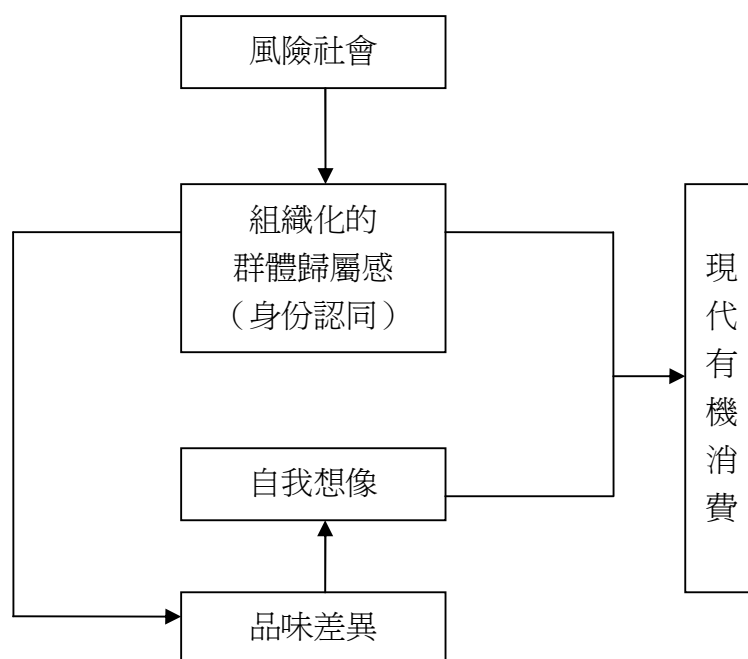 風險社會
組織化的
群體歸屬感
（身份認同）
現代有機消費
自我想像
品味差異